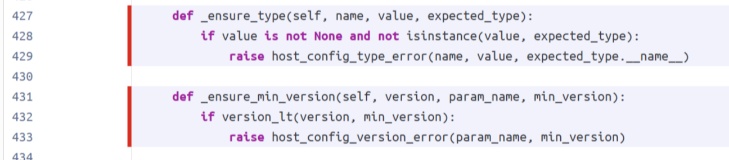 427 def _ensure_type(self, name, value, expected_type):
428 if value is not None and not isinstance(value, expected_type):
429 raise host_config_type_error(name, value, expected_type.__name__)
430
431 def _ensure_min_version(self, version, param_name, min_version):
432 if version_lt(version, min_version):
433 raise host_config_version_error(param_name, min_version)
434